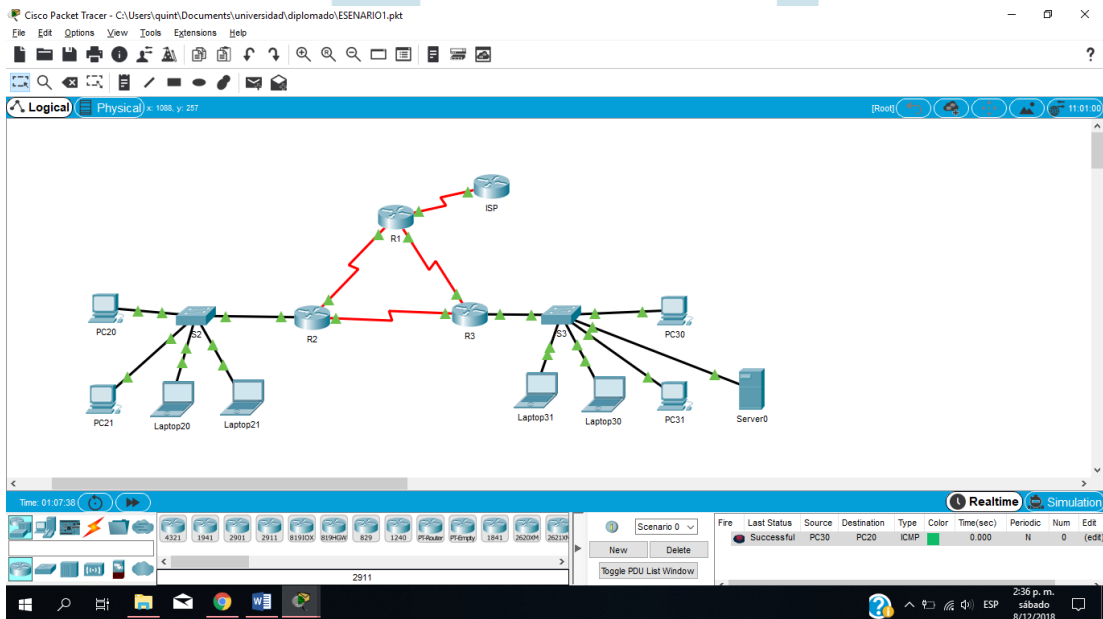 Cisco Packet Tracer - C:\Users\quint\Documents\universidad\diplomado\ESENARIO1.pkt
File Edit Options View Tools Extensions Help
?
Logical Physical x: 1088, y: 257 [Root] 11:01:00
ISP
R1
PC20 S2 R2 R3 S3 PC30
PC21 Laptop20 Laptop21 Laptop31 Laptop30 PC31 Server0
Time: 01:07:38 Realtime Simulation
4321 1941 2901 2911 819IOX 819HGW 829 1240 PT-Router PT-Empty 1841 2620XM 2621XM
2911
Scenario 0
New Delete
Toggle PDU List Window
Fire Last Status Source Destination Type Color Time(sec) Periodic Num Edit
Successful PC30 PC20 ICMP 0.000 N 0 (edit)
ESP
2:36 p. m.
sábado
8/12/2018